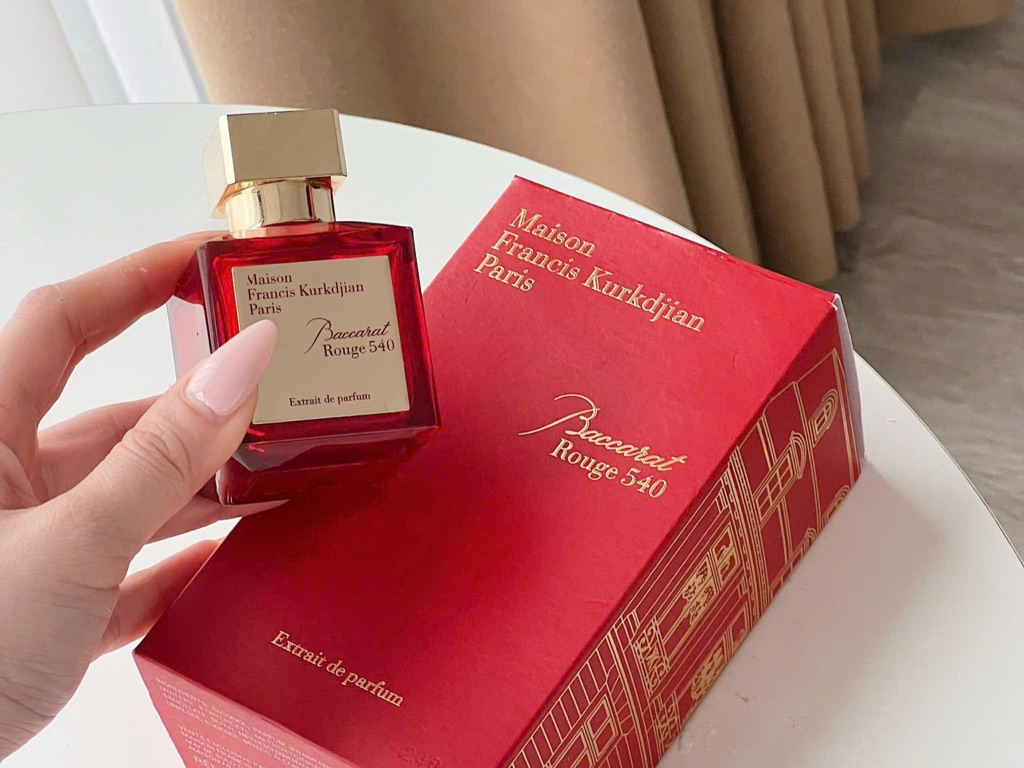 Maison
Francis Kurkdjian
Paris
Baccarat
Rouge 540
Extrait de parfum
Maison
Francis Kurkdjian
Paris
Baccarat
Rouge 540
Extrait de parfum